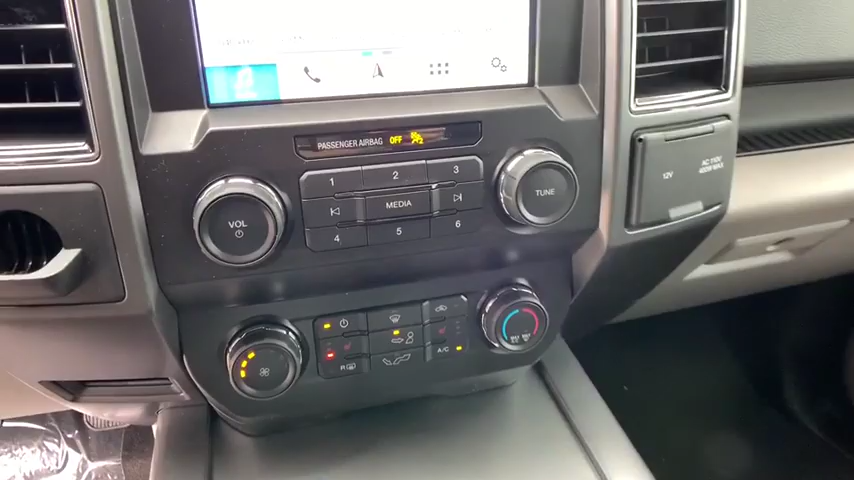 PASSENGER AIRBAG OFF
1 2 3
VOL
MEDIA
TUNE
4 5 6
12V
AC 110V
400W MAX
A/C
R